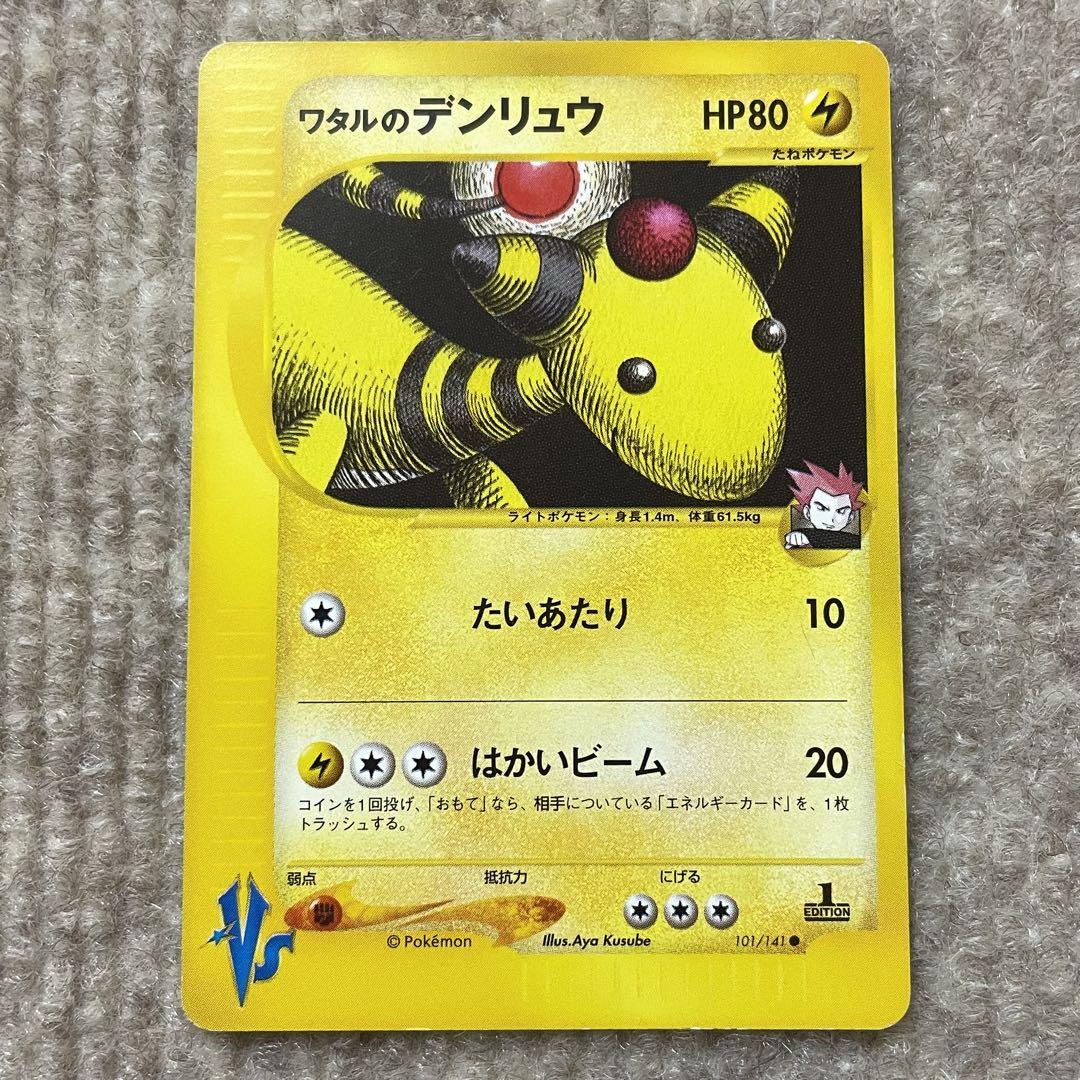 ワタルのデンリュウ HP80
たねポケモン
ライトポケモン：身長1.4m、体重61.5kg
たいあたり 10
はかいビーム 20
コインを1回投げ、「おもて」なら、相手についている「エネルギーカード」を、1枚
トラッシュする。
弱点 抵抗力 にげる
1
EDITION
VS
© Pokémon Illus.Aya Kusube 101/141